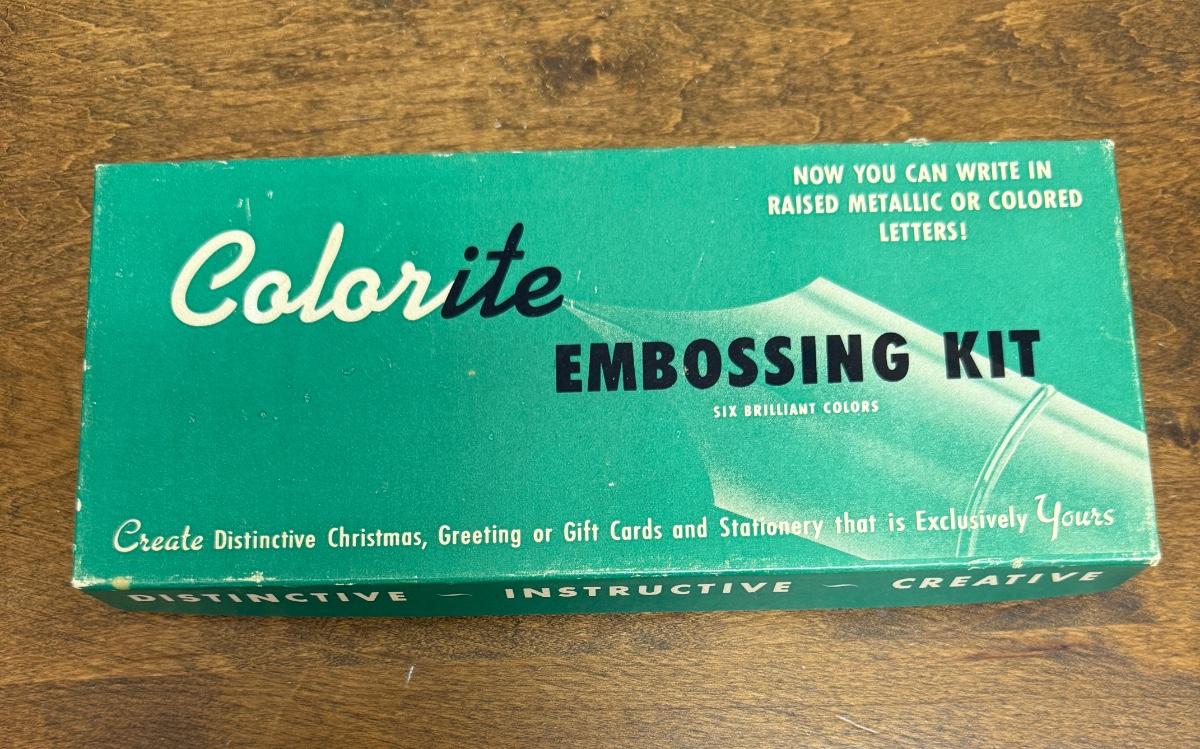 NOW YOU CAN WRITE IN
RAISED METALLIC OR COLORED
LETTERS!
Colorite
EMBOSSING KIT
SIX BRILLIANT COLORS
Create Distinctive Christmas, Greeting or Gift Cards and Stationery that is Exclusively Yours
DISTINCTIVE ~ INSTRUCTIVE ~ CREATIVE